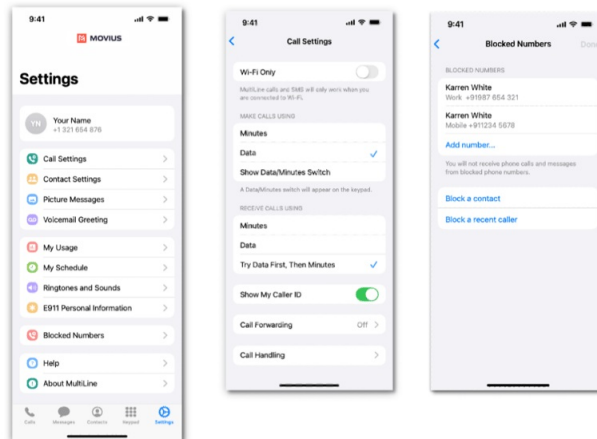 9:41
MOVIUS
Settings
YN
Your Name
+1 321 654 876
Call Settings
Contact Settings
Picture Messages
Voicemail Greeting
My Usage
My Schedule
Ringtones and Sounds
E911 Personal Information
Blocked Numbers
Help
About MultiLine
Calls
Messages
Contacts
Keypad
Settings
9:41
Call Settings
Wi-Fi Only
MultiLine calls and SMS will only work when you
are connected to Wi-Fi.
MAKE CALLS USING
Minutes
Data
Show Data/Minutes Switch
A Data/Minutes switch will appear on the keypad.
RECEIVE CALLS USING
Minutes
Data
Try Data First, Then Minutes
Show My Caller ID
Call Forwarding Off
Call Handling
9:41
Blocked Numbers Done
BLOCKED NUMBERS
Karren White
Work +91987 654 321
Karren White
Mobile +911234 5678
Add number...
You will not receive phone calls and messages
from blocked phone numbers.
Block a contact
Block a recent caller